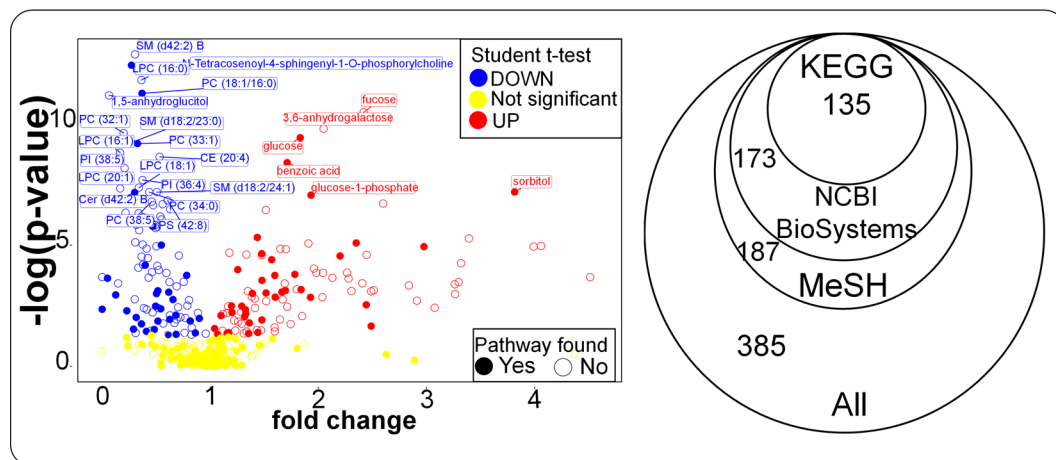 SM (d42:2) B
N-Tetracosenoyl-4-sphingenyl-1-O-phosphorylcholine
LPC (16:0)
PC (18:1/16:0)
1,5-anhydroglucitol
PC (32:1)
SM (d18:2/23:0)
LPC (16:1)
PC (33:1)
PI (38:5)
CE (20:4)
LPC (18:1)
LPC (20:1)
PI (36:4)
SM (d18:2/24:1)
Cer (d42:2) B
PC (34:0)
PC (38:5)
PS (42:8)
fucose
3,6-anhydrogalactose
glucose
benzoic acid
glucose-1-phosphate
sorbitol
Student t-test
DOWN
Not significant
UP
Pathway found
Yes
No
-log(p-value)
10
5
0
0
1
2
3
4
fold change
KEGG
135
173
NCBI
BioSystems
187
MeSH
385
All